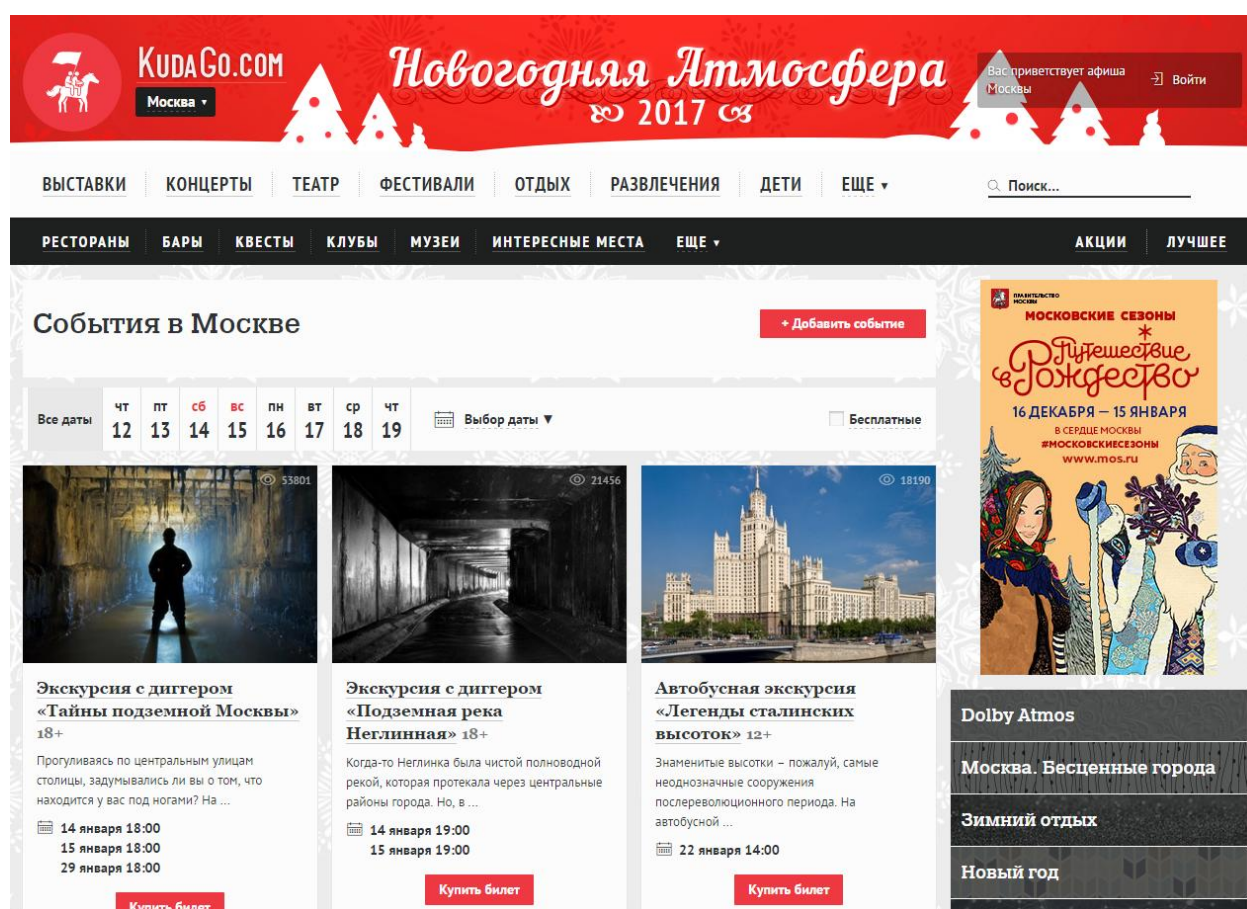 KUDAGO.COM
Москва ▾
Новогодняя Атмосфера
2017
Вас приветствует афиша
Москвы
Войти
ВЫСТАВКИ КОНЦЕРТЫ ТЕАТР ФЕСТИВАЛИ ОТДЫХ РАЗВЛЕЧЕНИЯ ДЕТИ ЕЩЕ ▾
Поиск...
РЕСТОРАНЫ БАРЫ КВЕСТЫ КЛУБЫ МУЗЕИ ИНТЕРЕСНЫЕ МЕСТА ЕЩЕ ▾ АКЦИИ ЛУЧШЕЕ
События в Москве
+ Добавить событие
Все даты
чт пт сб вс пн вт ср чт
12 13 14 15 16 17 18 19
Выбор даты ▼
Бесплатные
53801
Экскурсия с диггером
«Тайны подземной Москвы»
18+
Прогуливаясь по центральным улицам
столицы, задумывались ли вы о том, что
находится у вас под ногами? На ...
14 января 18:00
15 января 18:00
29 января 18:00
Купить билет
21456
Экскурсия с диггером
«Подземная река
Неглинная» 18+
Когда-то Неглинка была чистой полноводной
рекой, которая протекала через центральные
районы города. Но, в ...
14 января 19:00
15 января 19:00
Купить билет
18190
Автобусная экскурсия
«Легенды сталинских
высоток» 12+
Знаменитые высотки – пожалуй, самые
неоднозначные сооружения
послереволюционного периода. На
автобусной ...
22 января 14:00
Купить билет
ПРАВИТЕЛЬСТВО
МОСКВЫ
МОСКОВСКИЕ СЕЗОНЫ
Путешествие
в Рождество
16 ДЕКАБРЯ — 15 ЯНВАРЯ
В СЕРДЦЕ МОСКВЫ
#МОСКОВСКИЕСЕЗОНЫ
www.mos.ru
Dolby Atmos
Москва. Бесценные города
Зимний отдых
Новый год